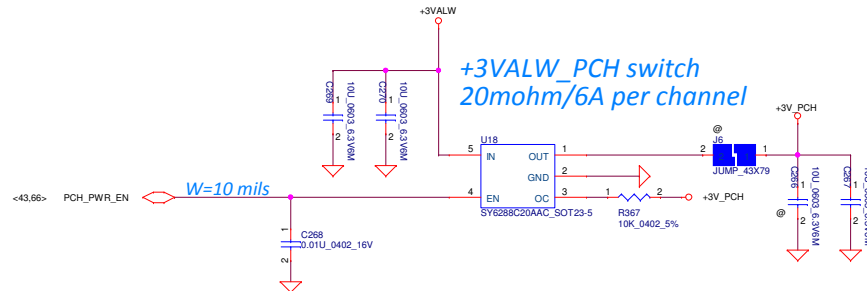 +3VALW
+3VALW_PCH switch
20mohm/6A per channel
C269
10U_0603_6.3V6M
1
2
C270
10U_0603_6.3V6M
1
2
+3V_PCH
U18
@
J6
5 IN OUT 1
GND 2
4 EN OC 3
SY6288C20AAC_SOT23-5
2 1
JUMP_43X79
<43,66> PCH_PWR_EN
W=10 mils
1 2
+3V_PCH
R367
10K_0402_5%
C266
10U_0603_6.3V6M
1
2
@
C267
1
2
C268
0.01U_0402_16V
1
2